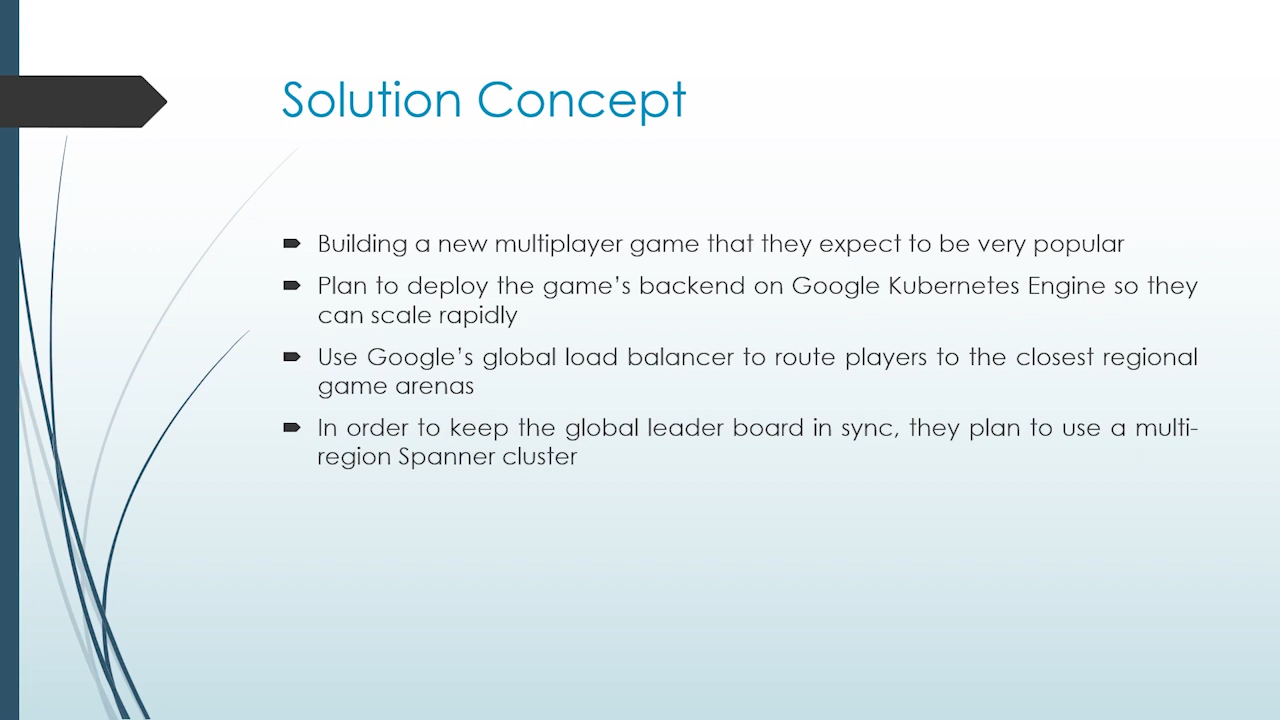 Solution Concept
Building a new multiplayer game that they expect to be very popular
Plan to deploy the game’s backend on Google Kubernetes Engine so they
can scale rapidly
Use Google’s global load balancer to route players to the closest regional
game arenas
In order to keep the global leader board in sync, they plan to use a multi-
region Spanner cluster